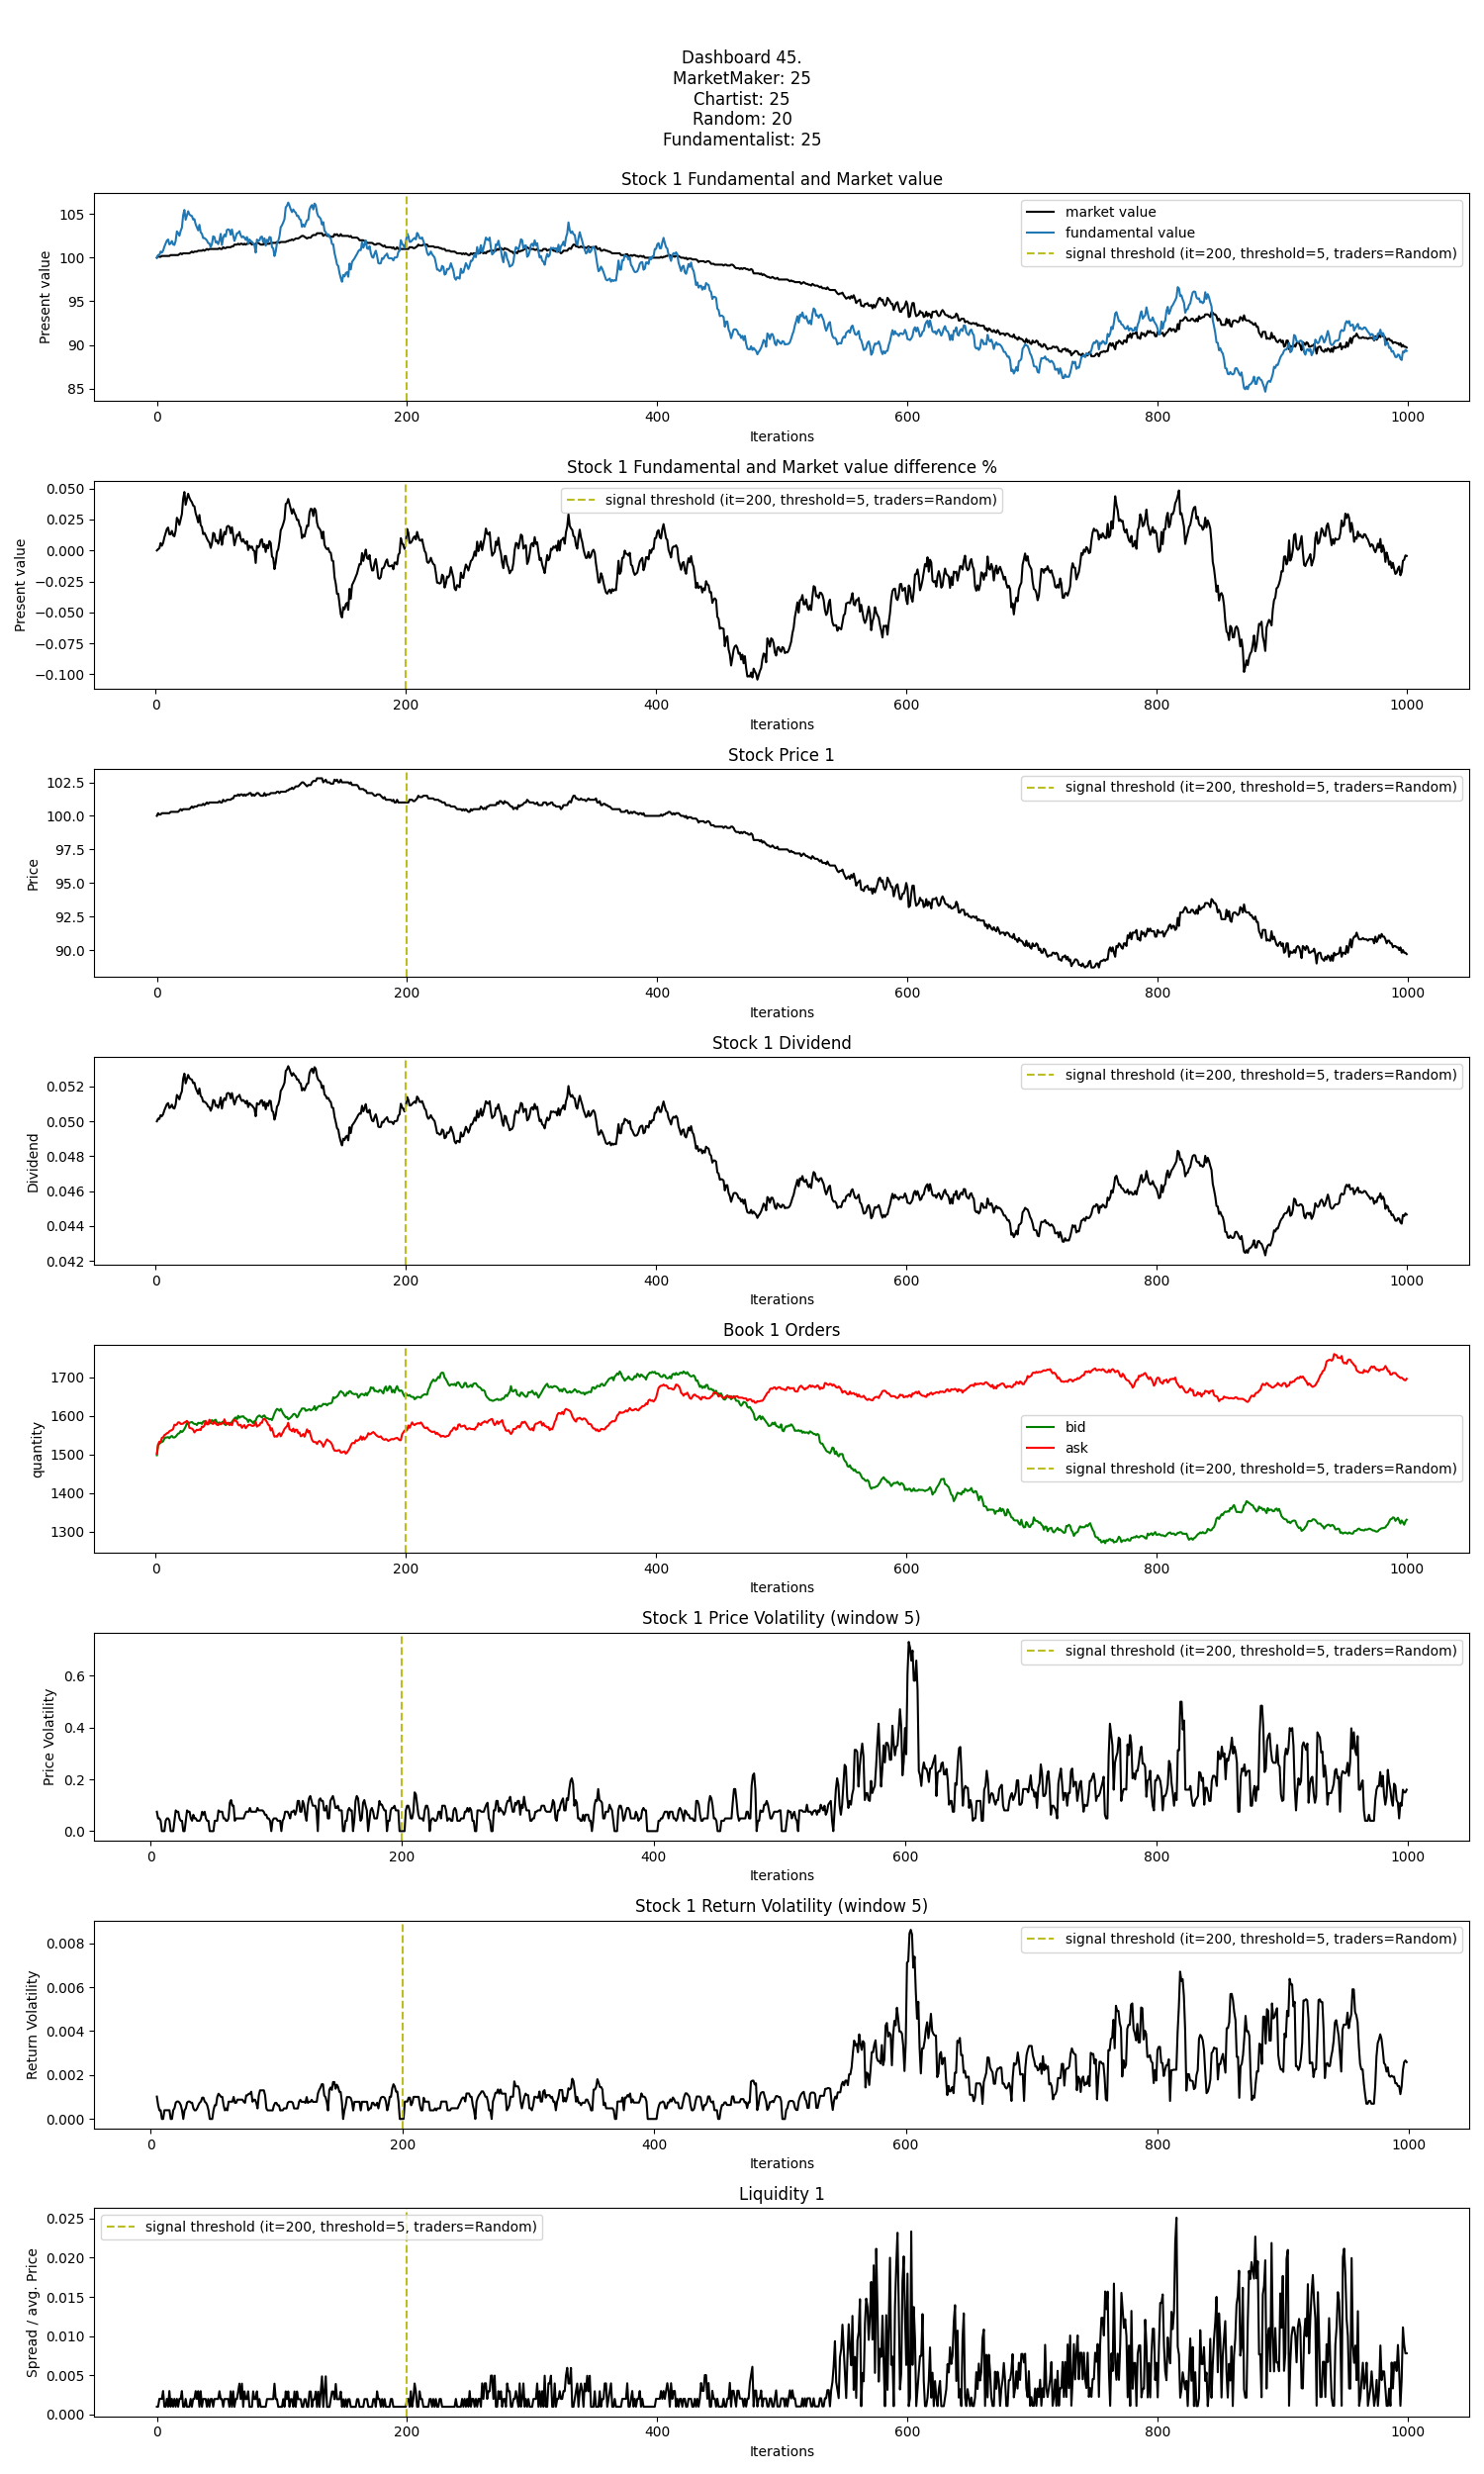 Dashboard 45.
MarketMaker: 25
Chartist: 25
Random: 20
Fundamentalist: 25
Stock 1 Fundamental and Market value
Present value
105
100
95
90
85
market value
fundamental value
signal threshold (it=200, threshold=5, traders=Random)
0 200 400 600 800 1000
Iterations
Stock 1 Fundamental and Market value difference %
Present value
0.050
0.025
0.000
−0.025
−0.050
−0.075
−0.100
signal threshold (it=200, threshold=5, traders=Random)
0 200 400 600 800 1000
Iterations
Stock Price 1
Price
102.5
100.0
97.5
95.0
92.5
90.0
signal threshold (it=200, threshold=5, traders=Random)
0 200 400 600 800 1000
Iterations
Stock 1 Dividend
Dividend
0.052
0.050
0.048
0.046
0.044
0.042
signal threshold (it=200, threshold=5, traders=Random)
0 200 400 600 800 1000
Iterations
Book 1 Orders
quantity
1700
1600
1500
1400
1300
bid
ask
signal threshold (it=200, threshold=5, traders=Random)
0 200 400 600 800 1000
Iterations
Stock 1 Price Volatility (window 5)
Price Volatility
0.6
0.4
0.2
0.0
signal threshold (it=200, threshold=5, traders=Random)
0 200 400 600 800 1000
Iterations
Stock 1 Return Volatility (window 5)
Return Volatility
0.008
0.006
0.004
0.002
0.000
signal threshold (it=200, threshold=5, traders=Random)
0 200 400 600 800 1000
Iterations
Liquidity 1
Spread / avg. Price
0.025
0.020
0.015
0.010
0.005
0.000
signal threshold (it=200, threshold=5, traders=Random)
0 200 400 600 800 1000
Iterations